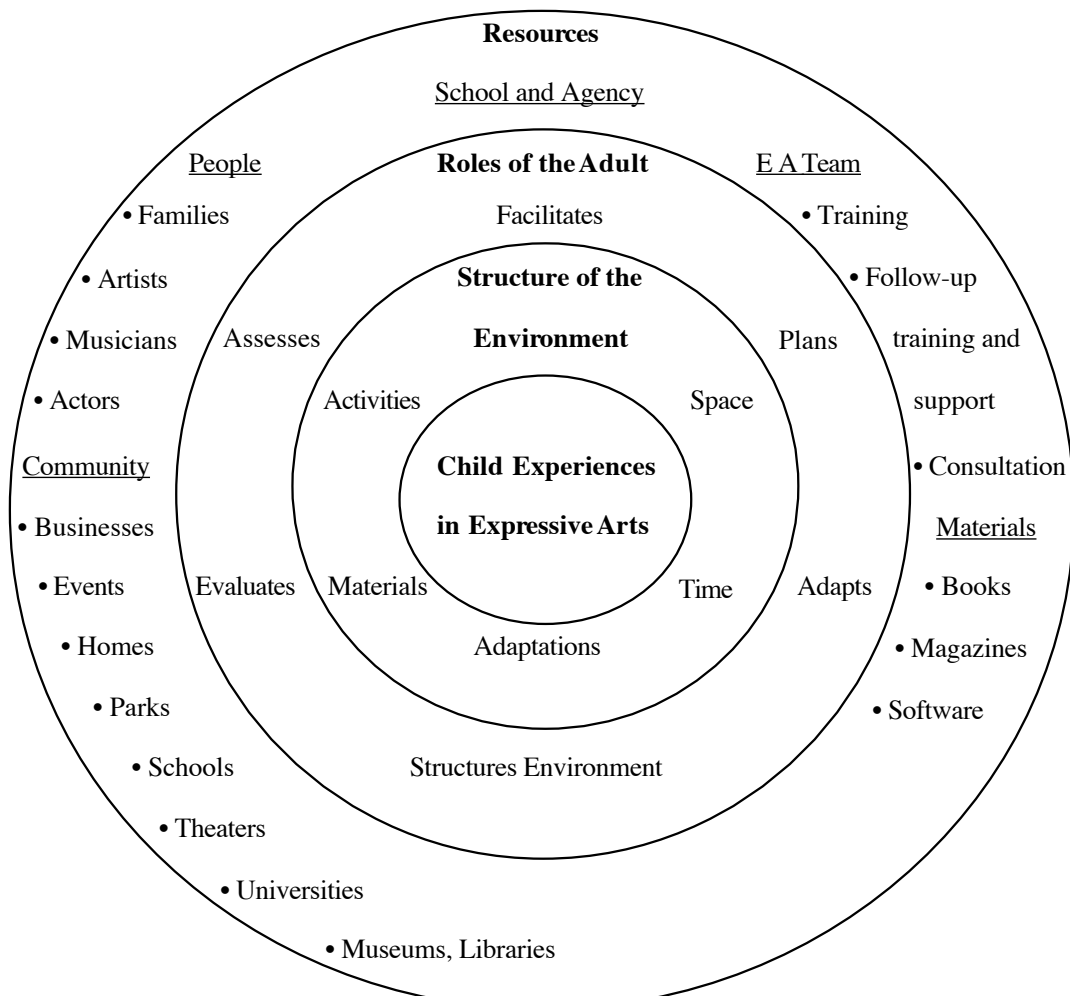 Resources
School and Agency
People
• Families
• Artists
• Musicians
• Actors
Community
• Businesses
• Events
• Homes
• Parks
• Schools
• Theaters
• Universities
• Museums, Libraries
E A Team
• Training
• Follow-up
training and
support
• Consultation
Materials
• Books
• Magazines
• Software
Roles of the Adult
Facilitates
Assesses
Plans
Evaluates
Adapts
Structures Environment
Structure of the
Environment
Activities
Space
Materials
Time
Adaptations
Child Experiences
in Expressive Arts